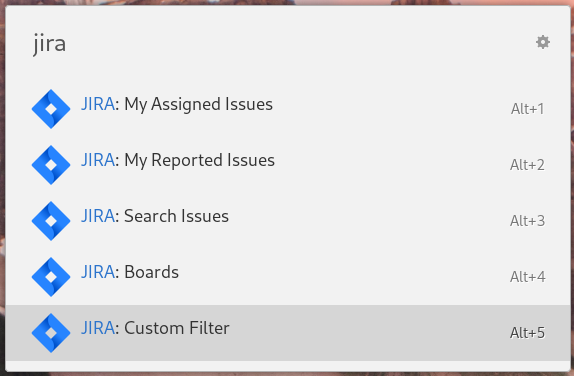 jira
JIRA: My Assigned Issues Alt+1
JIRA: My Reported Issues Alt+2
JIRA: Search Issues Alt+3
JIRA: Boards Alt+4
JIRA: Custom Filter Alt+5